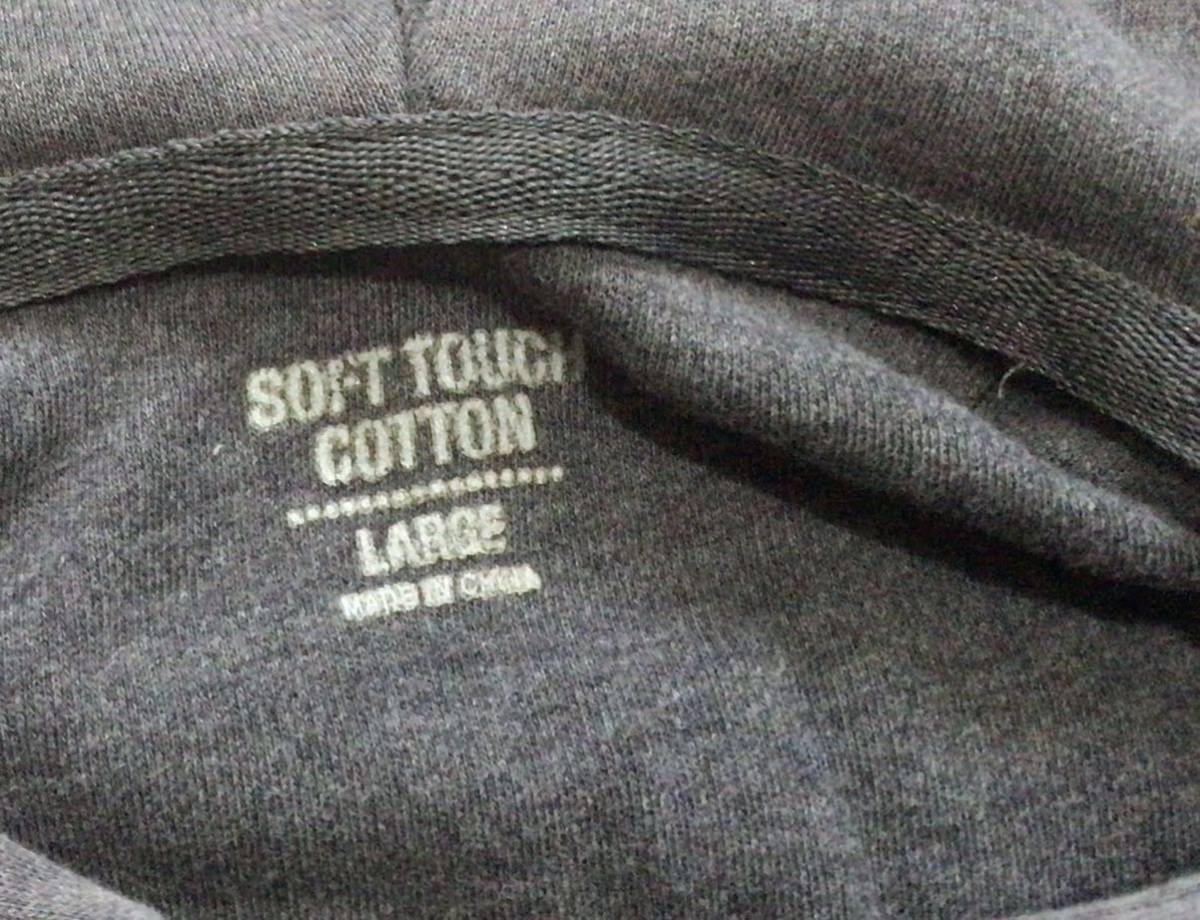 SOFT TOUCH
COTTON
LARGE
MADE IN CHINA